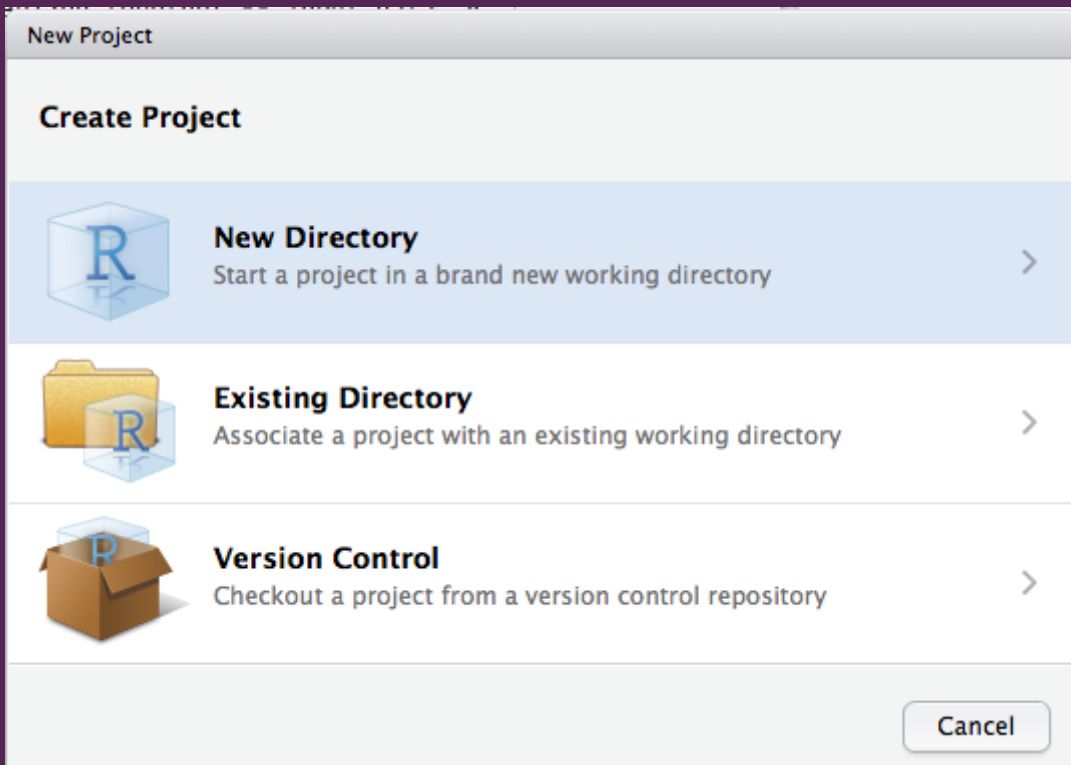 New Project
Create Project
R
New Directory
Start a project in a brand new working directory
R
Existing Directory
Associate a project with an existing working directory
R
Version Control
Checkout a project from a version control repository
Cancel